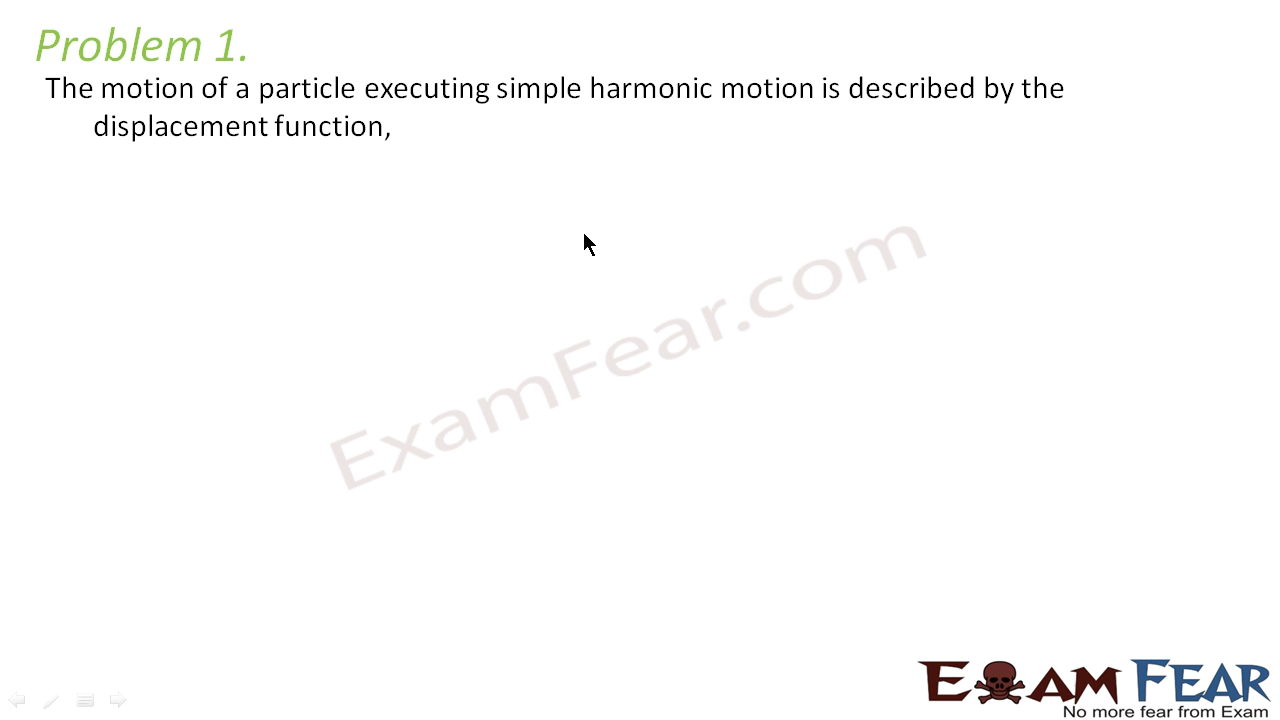 Problem 1.
The motion of a particle executing simple harmonic motion is described by the
displacement function,
ExamFear.com
EXAM FEAR
No more fear from Exam